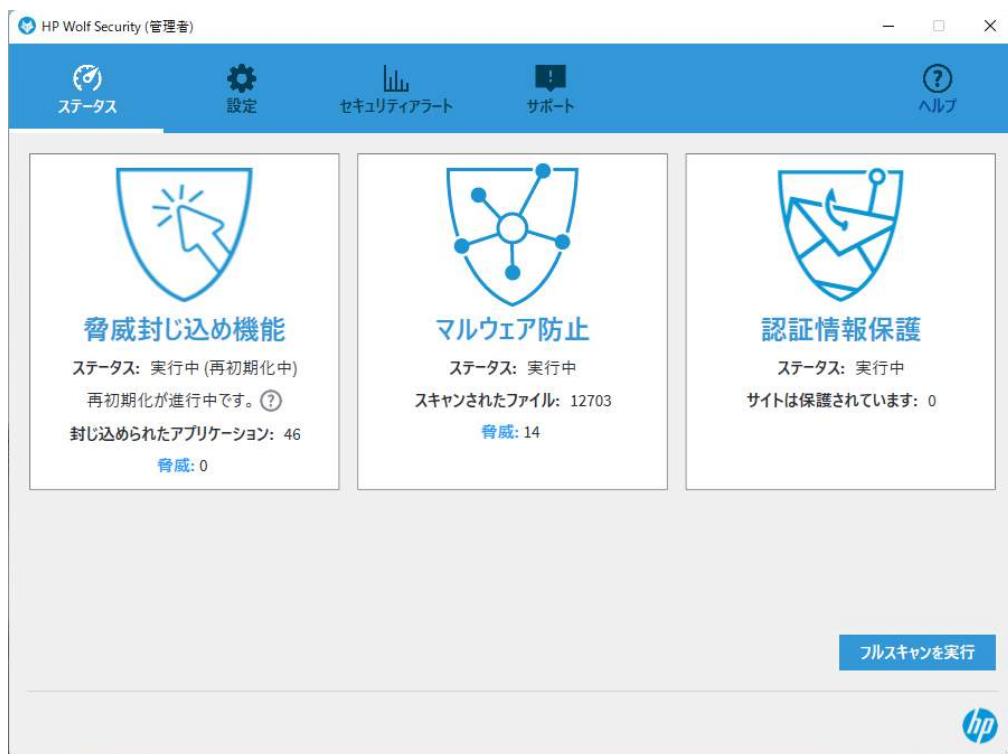 HP Wolf Security (管理者)
ステータス
設定
セキュリティアラート
サポート
ヘルプ
脅威封じ込め機能
ステータス: 実行中 (再初期化中)
再初期化が進行中です。?
封じ込められたアプリケーション: 46
脅威: 0
マルウェア防止
ステータス: 実行中
スキャンされたファイル: 12703
脅威: 14
認証情報保護
ステータス: 実行中
サイトは保護されています: 0
フルスキャンを実行
hp